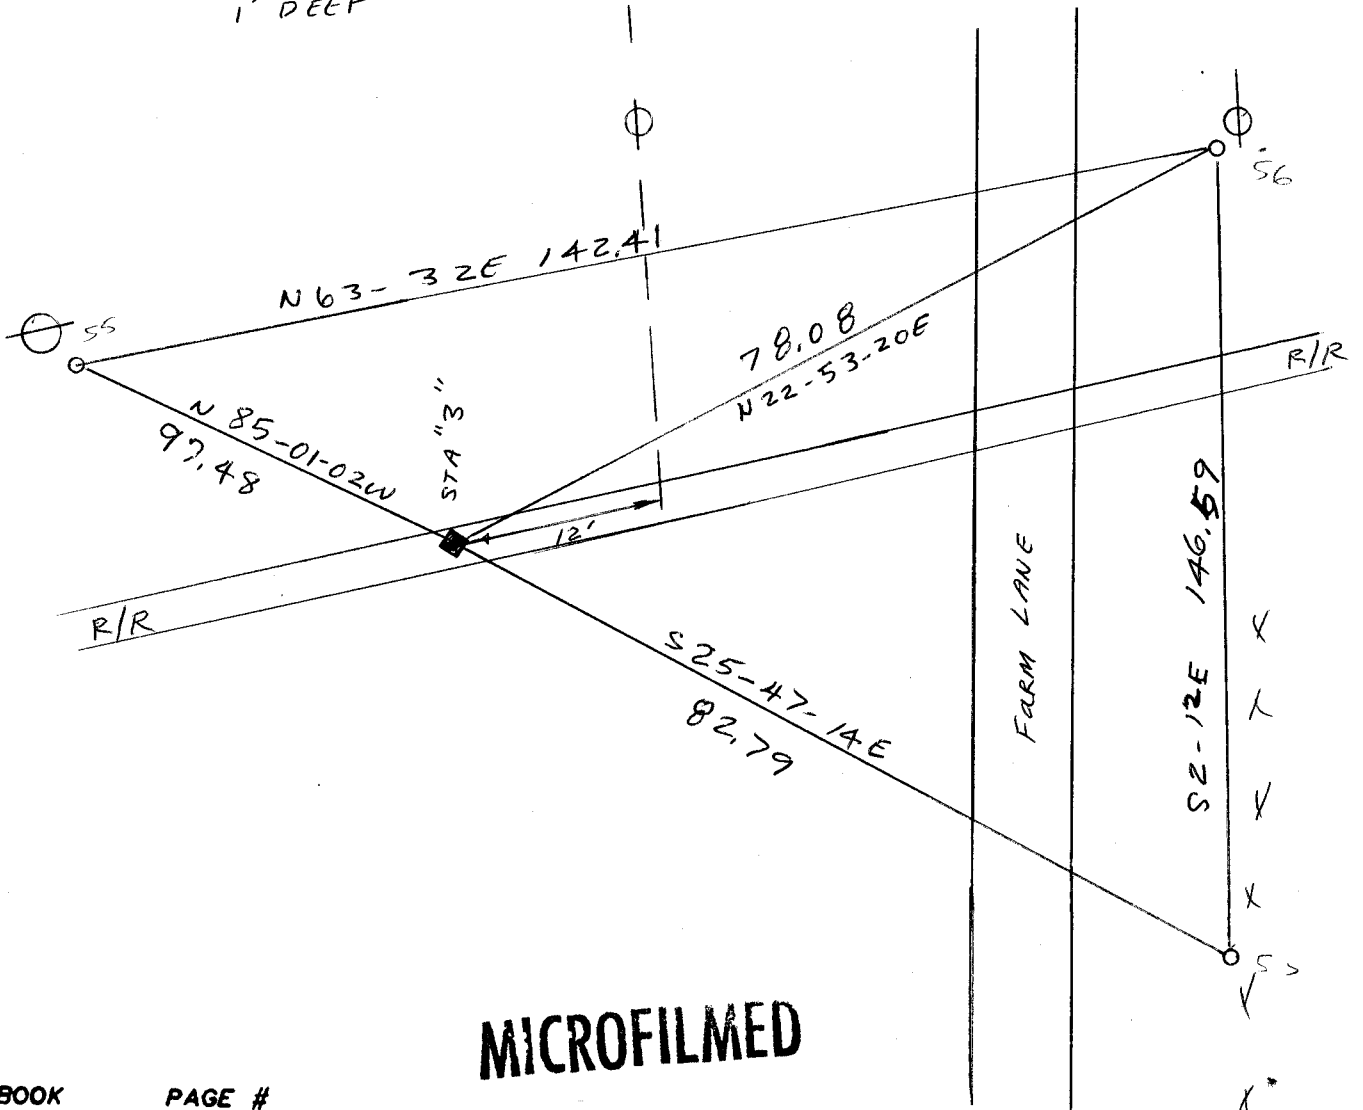 1' DEEP
56
N63-32E 142.41
55
78.08
N22-53-20E
R/R
N 85-01-02W
97.48
STA "3"
12'
R/R
S2-12E 146.59
FARM LANE
S25-47-14E
82.79
MICROFILMED
BOOK PAGE #